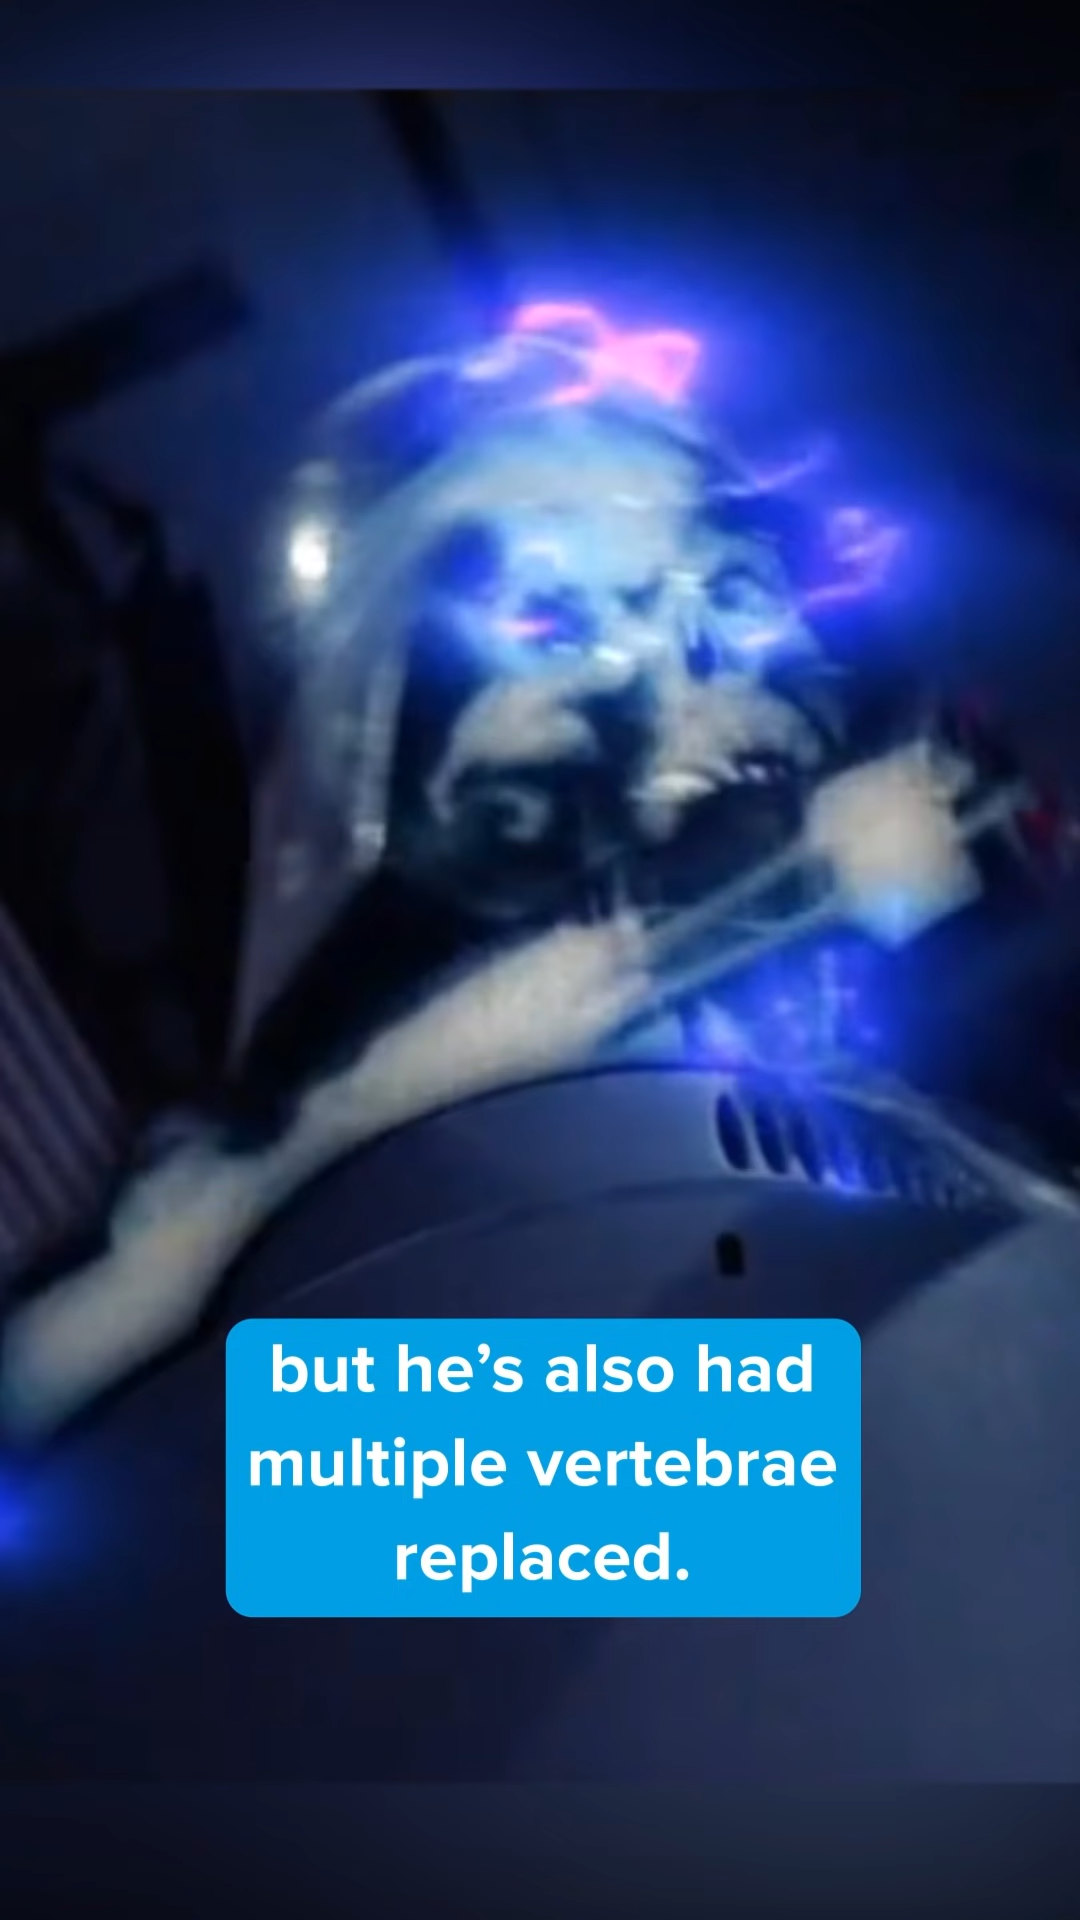 but he’s also had
multiple vertebrae
replaced.